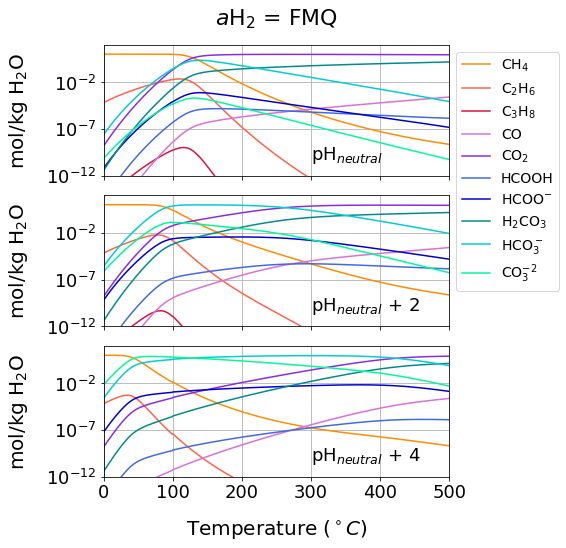 aH₂ = FMQ
mol/kg H₂O
10⁻²
10⁻⁷
10⁻¹²
pHneutral
CH₄
C₂H₆
C₃H₈
CO
CO₂
HCOOH
HCOO⁻
H₂CO₃
HCO₃⁻
CO₃⁻²
mol/kg H₂O
10⁻²
10⁻⁷
10⁻¹²
pHneutral + 2
mol/kg H₂O
10⁻²
10⁻⁷
10⁻¹²
pHneutral + 4
0 100 200 300 400 500
Temperature (°C)